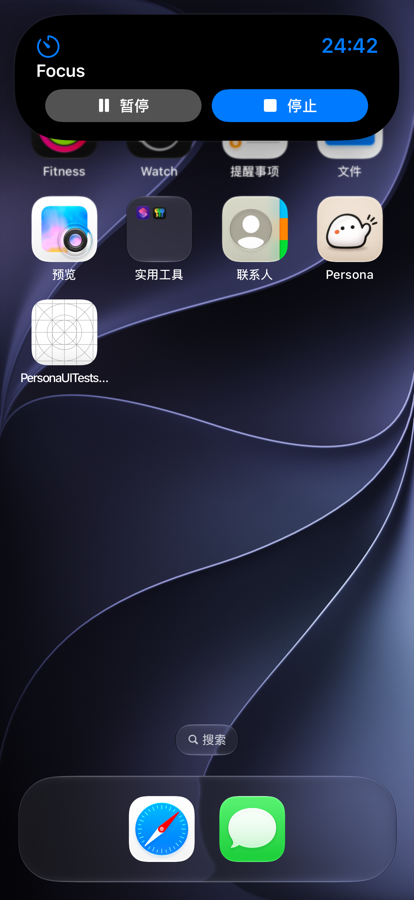 24:42
Focus
暂停
停止
Fitness
Watch
提醒事项
文件
预览
实用工具
联系人
Persona
PersonaUITests...
搜索